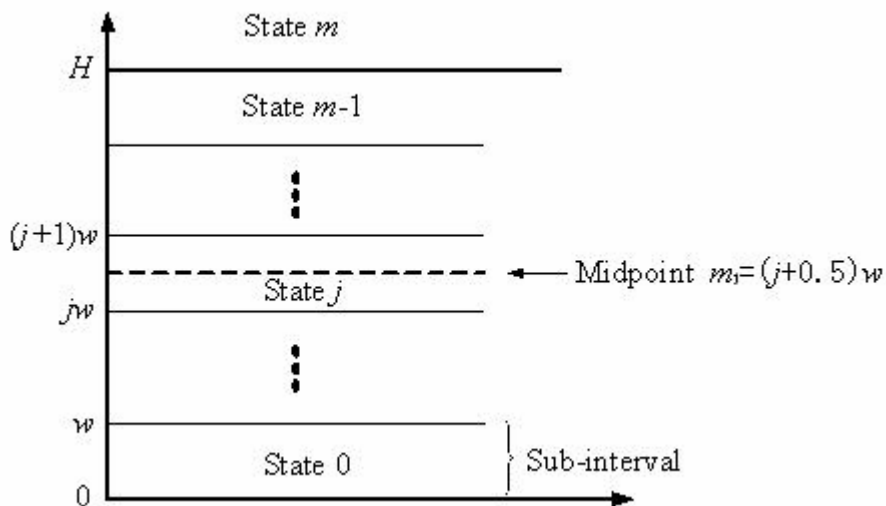 State m
H
State m-1
(j+1)w
Midpoint mⱼ=(j+0.5)w
State j
jw
w
State 0
Sub-interval
0